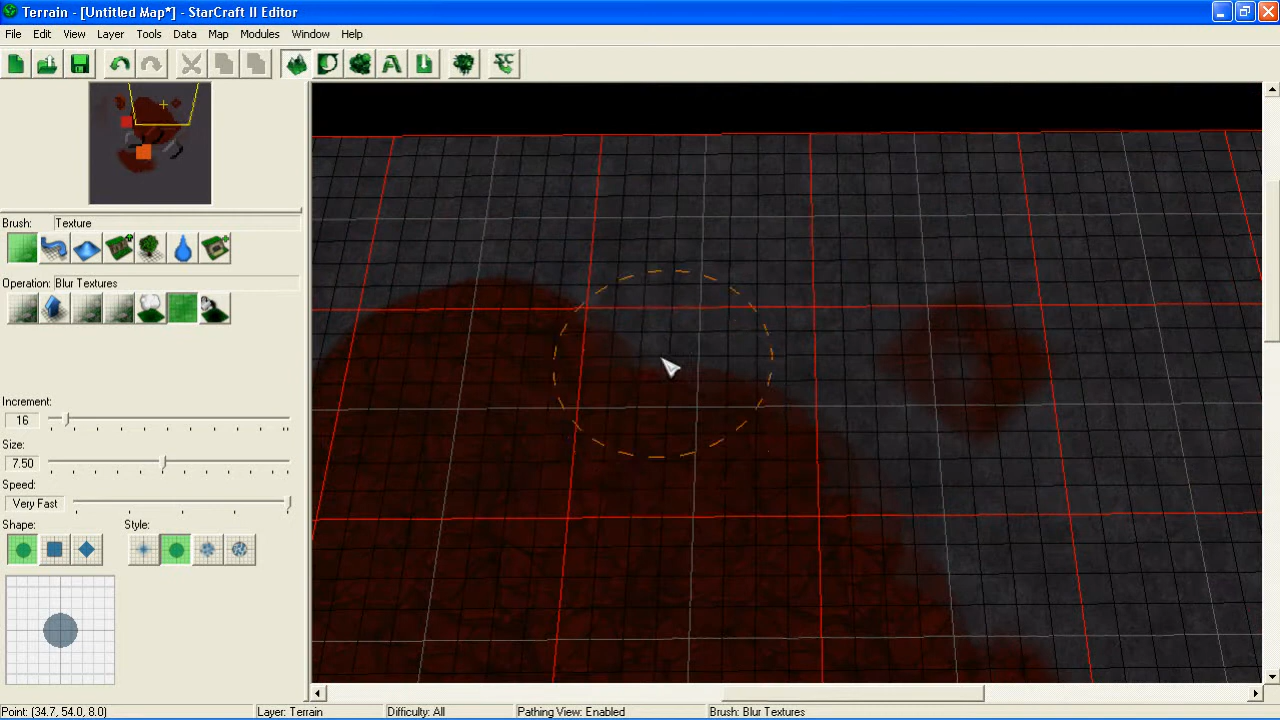 Terrain - [Untitled Map*] - StarCraft II Editor
File Edit View Layer Tools Data Map Modules Window Help
Brush: Texture
Operation: Blur Textures
Increment:
16
Size:
7.50
Speed:
Very Fast
Shape: Style:
Point: (34.7, 54.0, 8.0) Layer: Terrain Difficulty: All Pathing View: Enabled Brush: Blur Textures